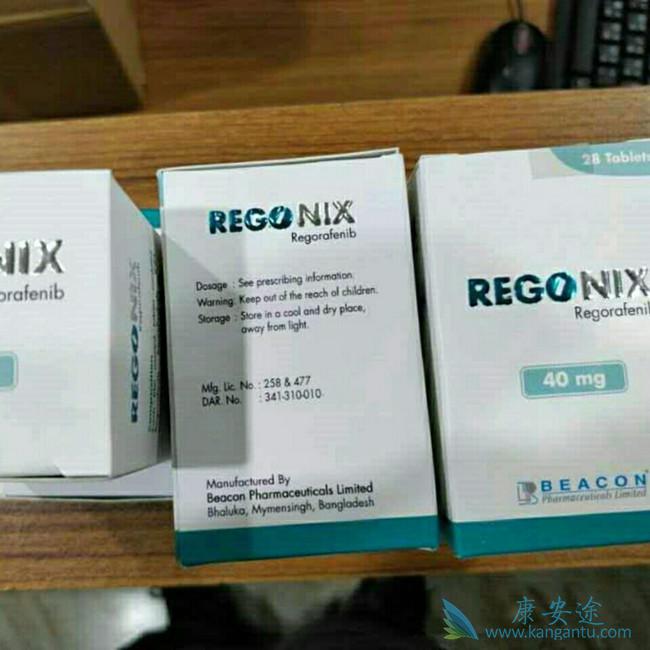 NIX
orafenib
REGONIX
REGONIX
Regorafenib
Dosage : See prescribing information.
Warning: Keep out of the reach of children.
Storage : Store in a cool and dry place,
away from light.
Mfg. Lic. No. : 258 & 477
DAR. No. : 341-310-010
Manufactured By
Beacon Pharmaceuticals Limited
Bhaluka, Mymensingh, Bangladesh
28 Tablets
REGONIX
Regorafenib
40 mg
BEACON
Pharmaceuticals Limited
康安途
www.kangantu.com